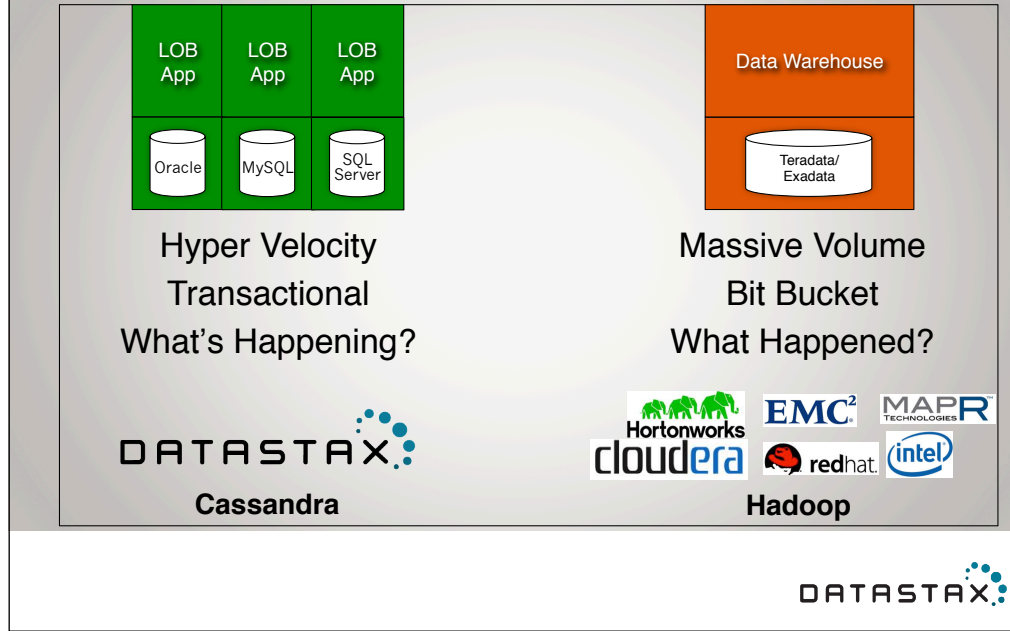 LOB
App
LOB
App
LOB
App
Oracle
MySQL
SQL
Server
Hyper Velocity
Transactional
What's Happening?
DATASTAX
Cassandra
Data Warehouse
Teradata/
Exadata
Massive Volume
Bit Bucket
What Happened?
Hortonworks
EMC²
MAPR™
TECHNOLOGIES
cloudera
redhat.
intel
Hadoop
DATASTAX